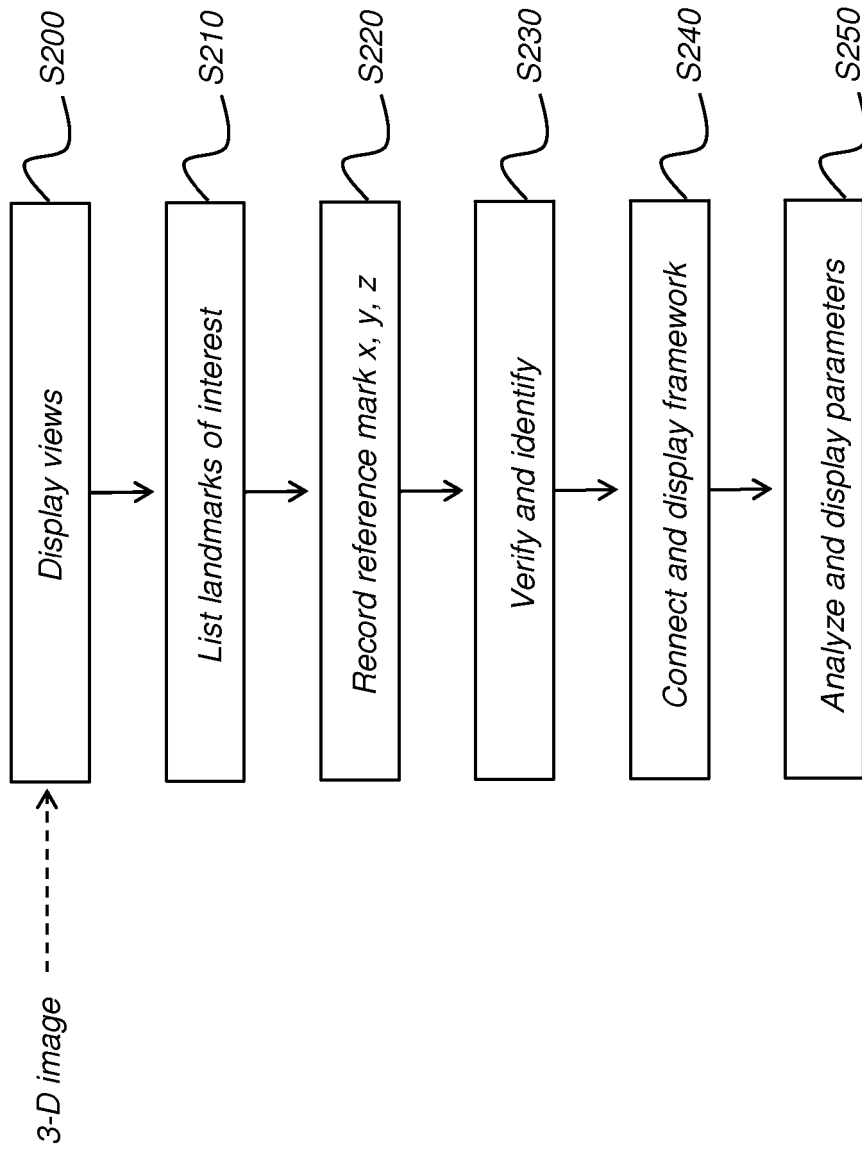 3-D image
Display views
S200
List landmarks of interest
S210
Record reference mark x, y, z
S220
Verify and identify
S230
Connect and display framework
S240
Analyze and display parameters
S250